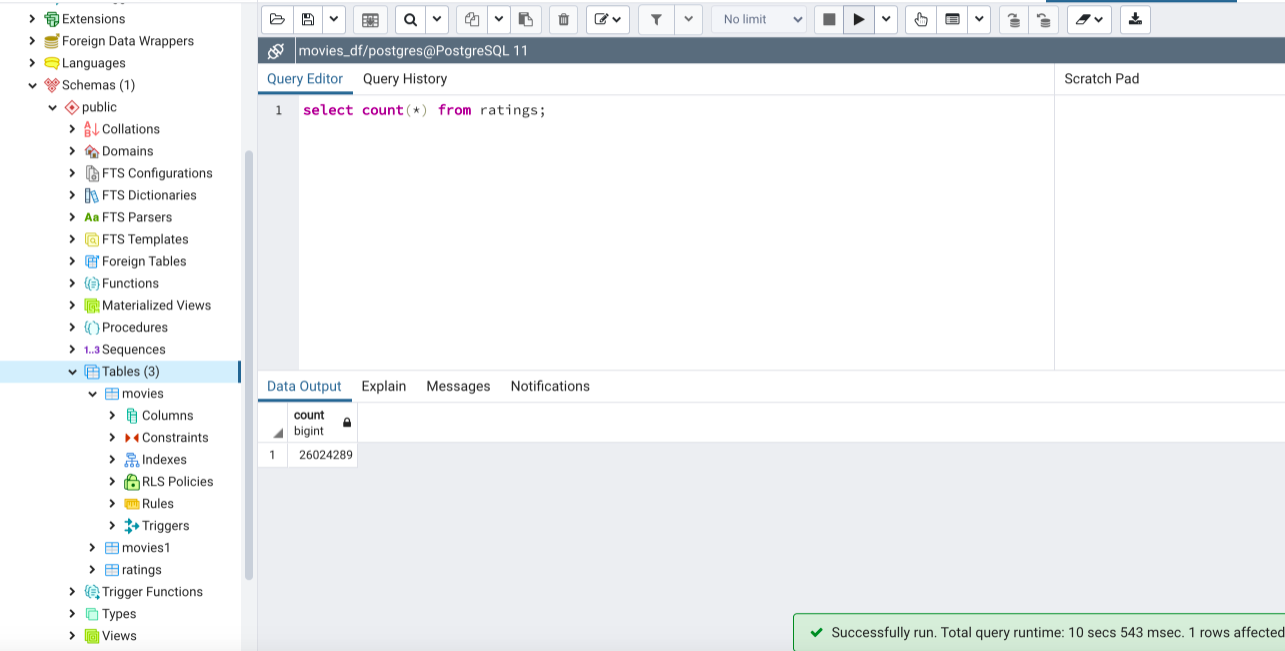 Extensions
Foreign Data Wrappers
Languages
Schemas (1)
public
Collations
Domains
FTS Configurations
FTS Dictionaries
Aa FTS Parsers
FTS Templates
Foreign Tables
Functions
Materialized Views
Procedures
1..3 Sequences
Tables (3)
movies
Columns
Constraints
Indexes
RLS Policies
Rules
Triggers
movies1
ratings
Trigger Functions
Types
Views
No limit
movies_df/postgres@PostgreSQL 11
Query Editor Query History Scratch Pad
1 select count(*) from ratings;
Data Output Explain Messages Notifications
count
bigint
1 26024289
Successfully run. Total query runtime: 10 secs 543 msec. 1 rows affected